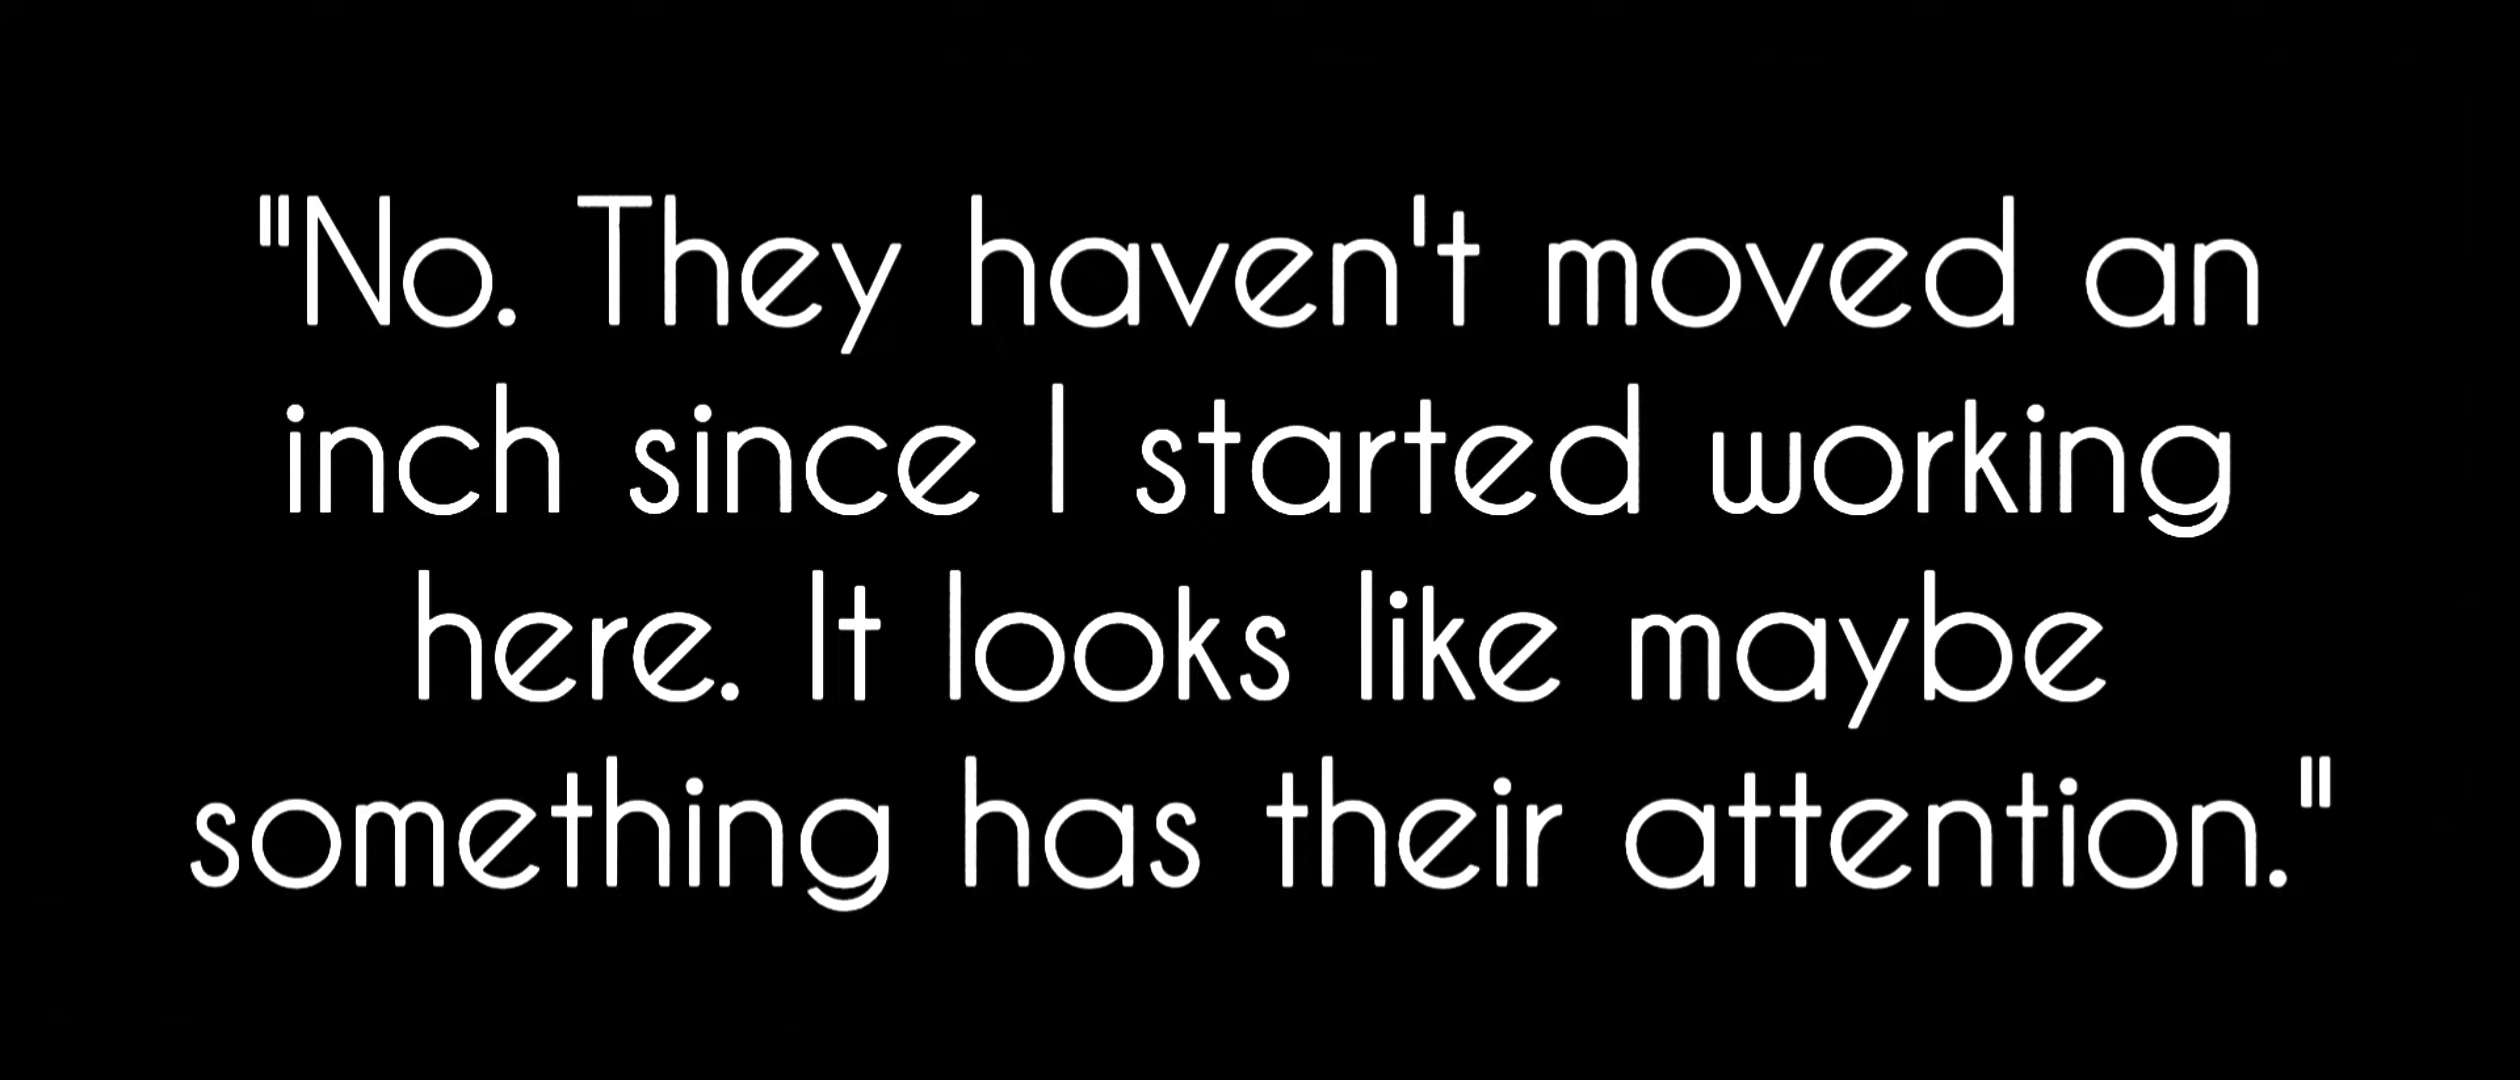 "No. They haven't moved an
inch since I started working
here. It looks like maybe
something has their attention."